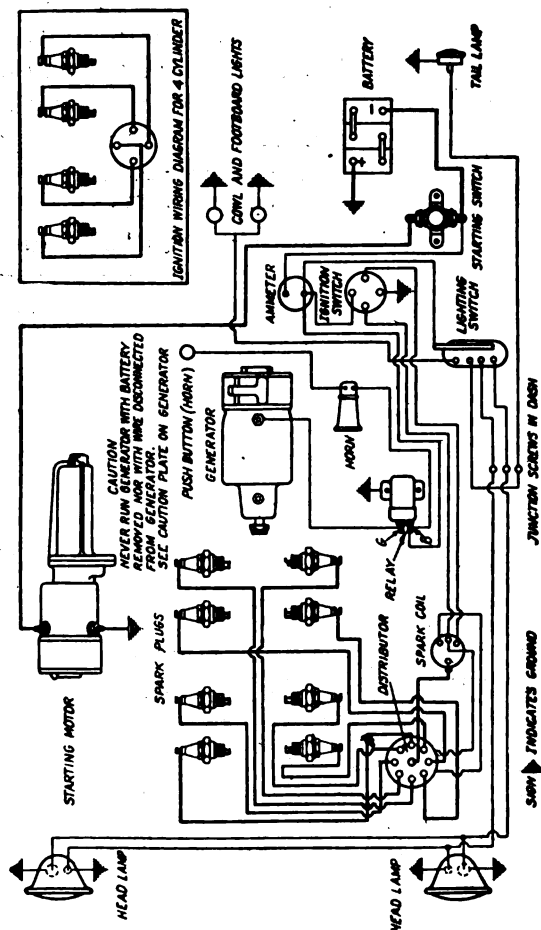 IGNITION WIRING DIAGRAM FOR 4 CYLINDER
COWL AND FOOTBOARD LIGHTS
BATTERY
+
-
TAIL LAMP
STARTING SWITCH
AMMETER
IGNITION
SWITCH
LIGHTING
SWITCH
CAUTION
NEVER RUN GENERATOR WITH BATTERY
REMOVED NOR WITH WIRE DISCONNECTED
FROM GENERATOR.
SEE CAUTION PLATE ON GENERATOR
PUSH BUTTON (HORN)
GENERATOR
HORN
RELAY
G
B
JUNCTION SCREWS IN DASH
STARTING MOTOR
SPARK PLUGS
DISTRIBUTOR
SPARK COIL
HEAD LAMP
HEAD LAMP
SIGN INDICATES GROUND